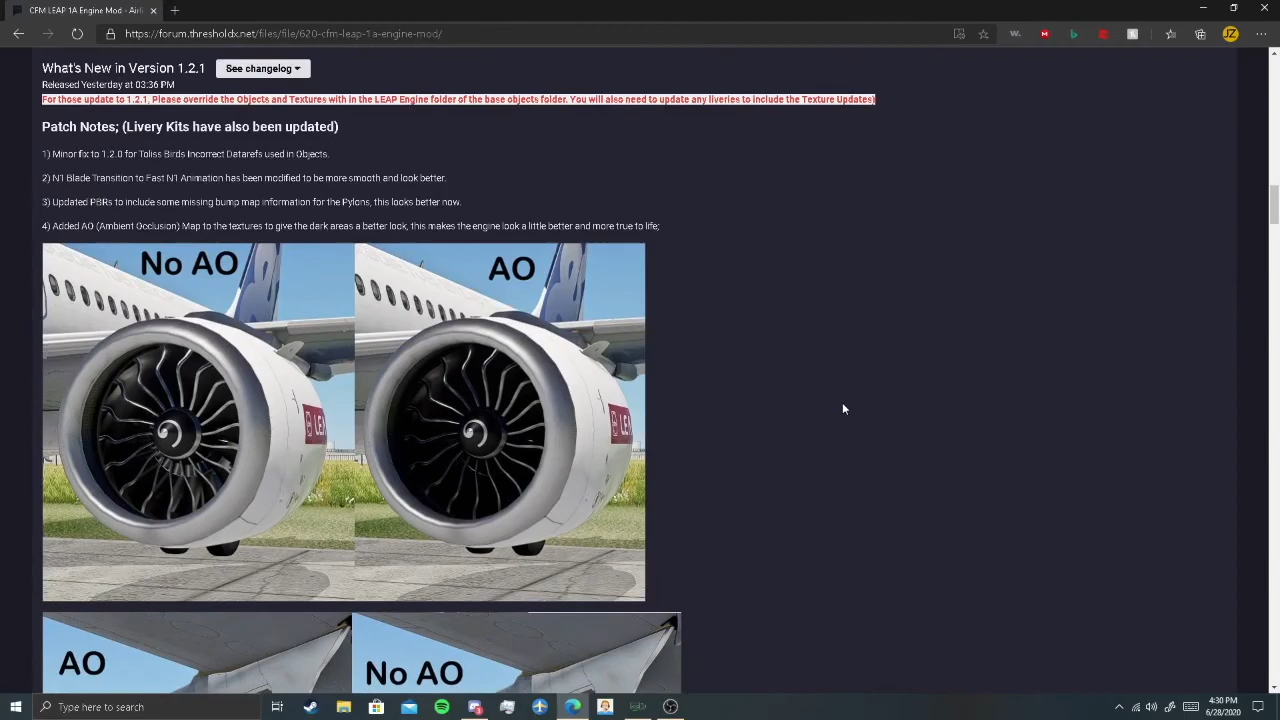 CFM LEAP 1A Engine Mod - Airli
https://forum.thresholdx.net/files/file/620-cfm-leap-1a-engine-mod/
What's New in Version 1.2.1
See changelog
Released Yesterday at 03:36 PM
For those update to 1.2.1, Please override the Objects and Textures with in the LEAP Engine folder of the base objects folder. You will also need to update any liveries to include the Texture Updates)
Patch Notes; (Livery Kits have also been updated)
1) Minor fix to 1.2.0 for Toliss Birds Incorrect Datarefs used in Objects.
2) N1 Blade Transition to Fast N1 Animation has been modified to be more smooth and look better.
3) Updated PBRs to include some missing bump map information for the Pylons, this looks better now.
4) Added AO (Ambient Occlusion) Map to the textures to give the dark areas a better look, this makes the engine look a little better and more true to life;
No AO
AO
LEA
LEA
AO
No AO
Type here to search
4:30 PM
6/28/2020